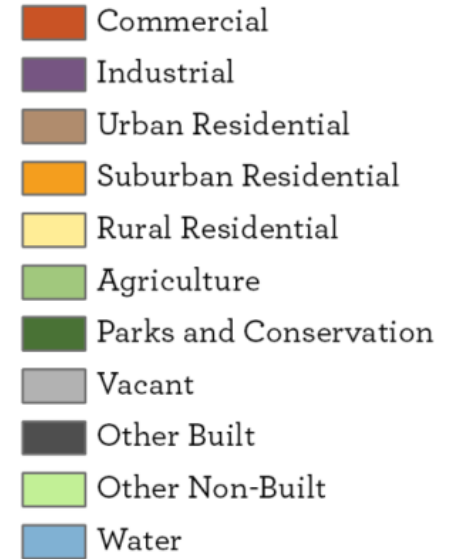 Commercial
Industrial
Urban Residential
Suburban Residential
Rural Residential
Agriculture
Parks and Conservation
Vacant
Other Built
Other Non-Built
Water